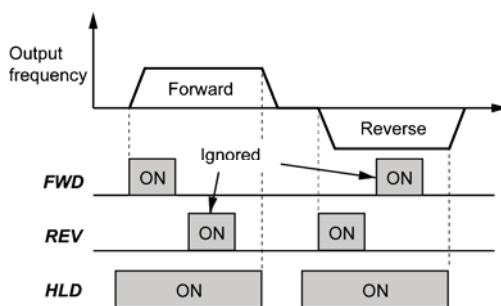 Output
frequency
Forward
Reverse
Ignored
FWD ON ON
REV ON ON
HLD ON ON